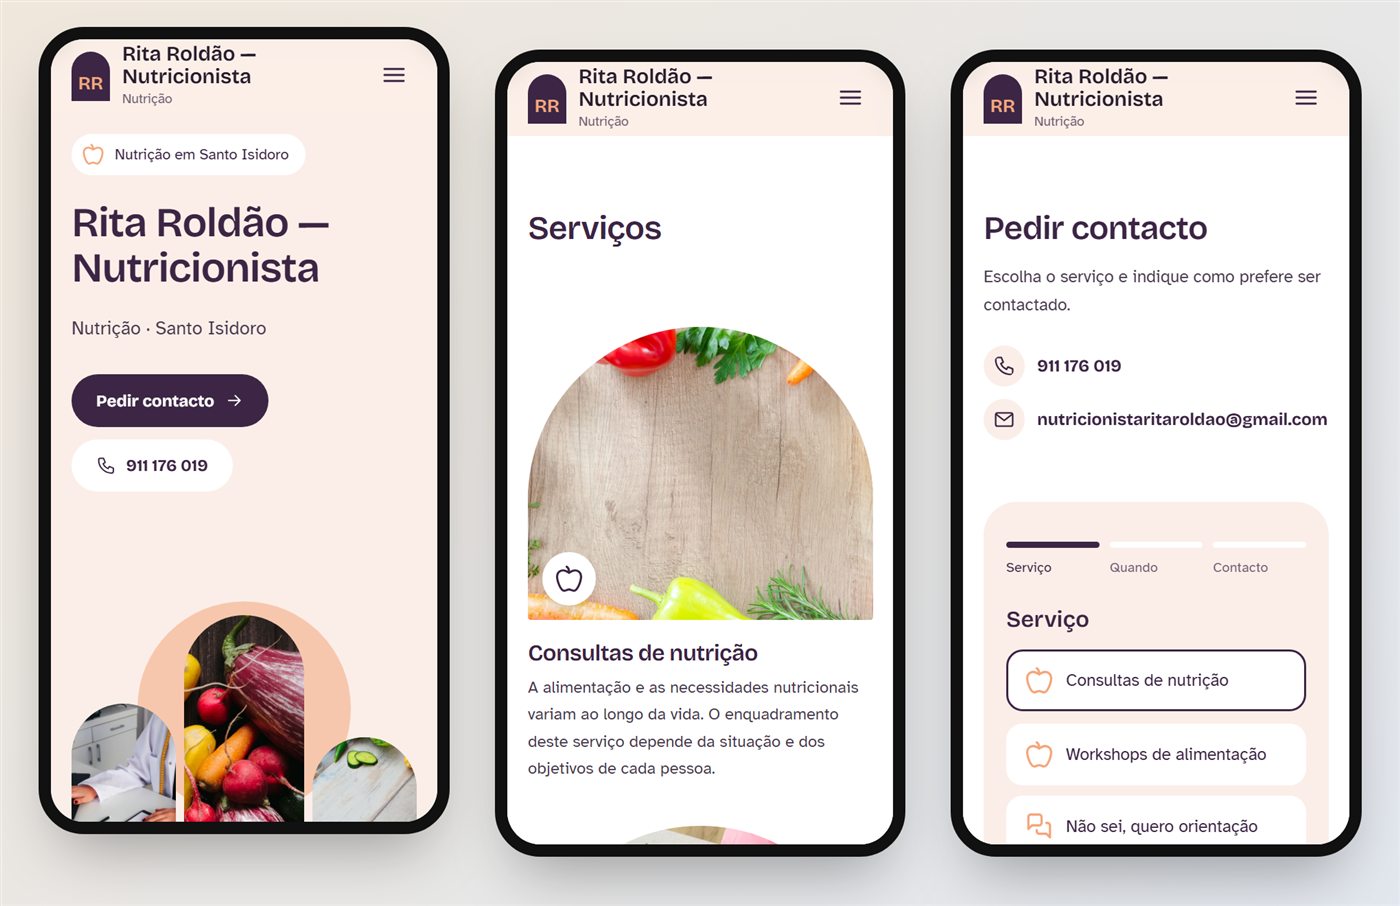 RR
Rita Roldão —
Nutricionista
Nutrição
Nutrição em Santo Isidoro
Rita Roldão —
Nutricionista
Nutrição · Santo Isidoro
Pedir contacto →
911 176 019
RR
Rita Roldão —
Nutricionista
Nutrição
Serviços
Consultas de nutrição
A alimentação e as necessidades nutricionais
variam ao longo da vida. O enquadramento
deste serviço depende da situação e dos
objetivos de cada pessoa.
RR
Rita Roldão —
Nutricionista
Nutrição
Pedir contacto
Escolha o serviço e indique como prefere ser
contactado.
911 176 019
nutricionistaritaroldao@gmail.com
Serviço Quando Contacto
Serviço
Consultas de nutrição
Workshops de alimentação
Não sei, quero orientação